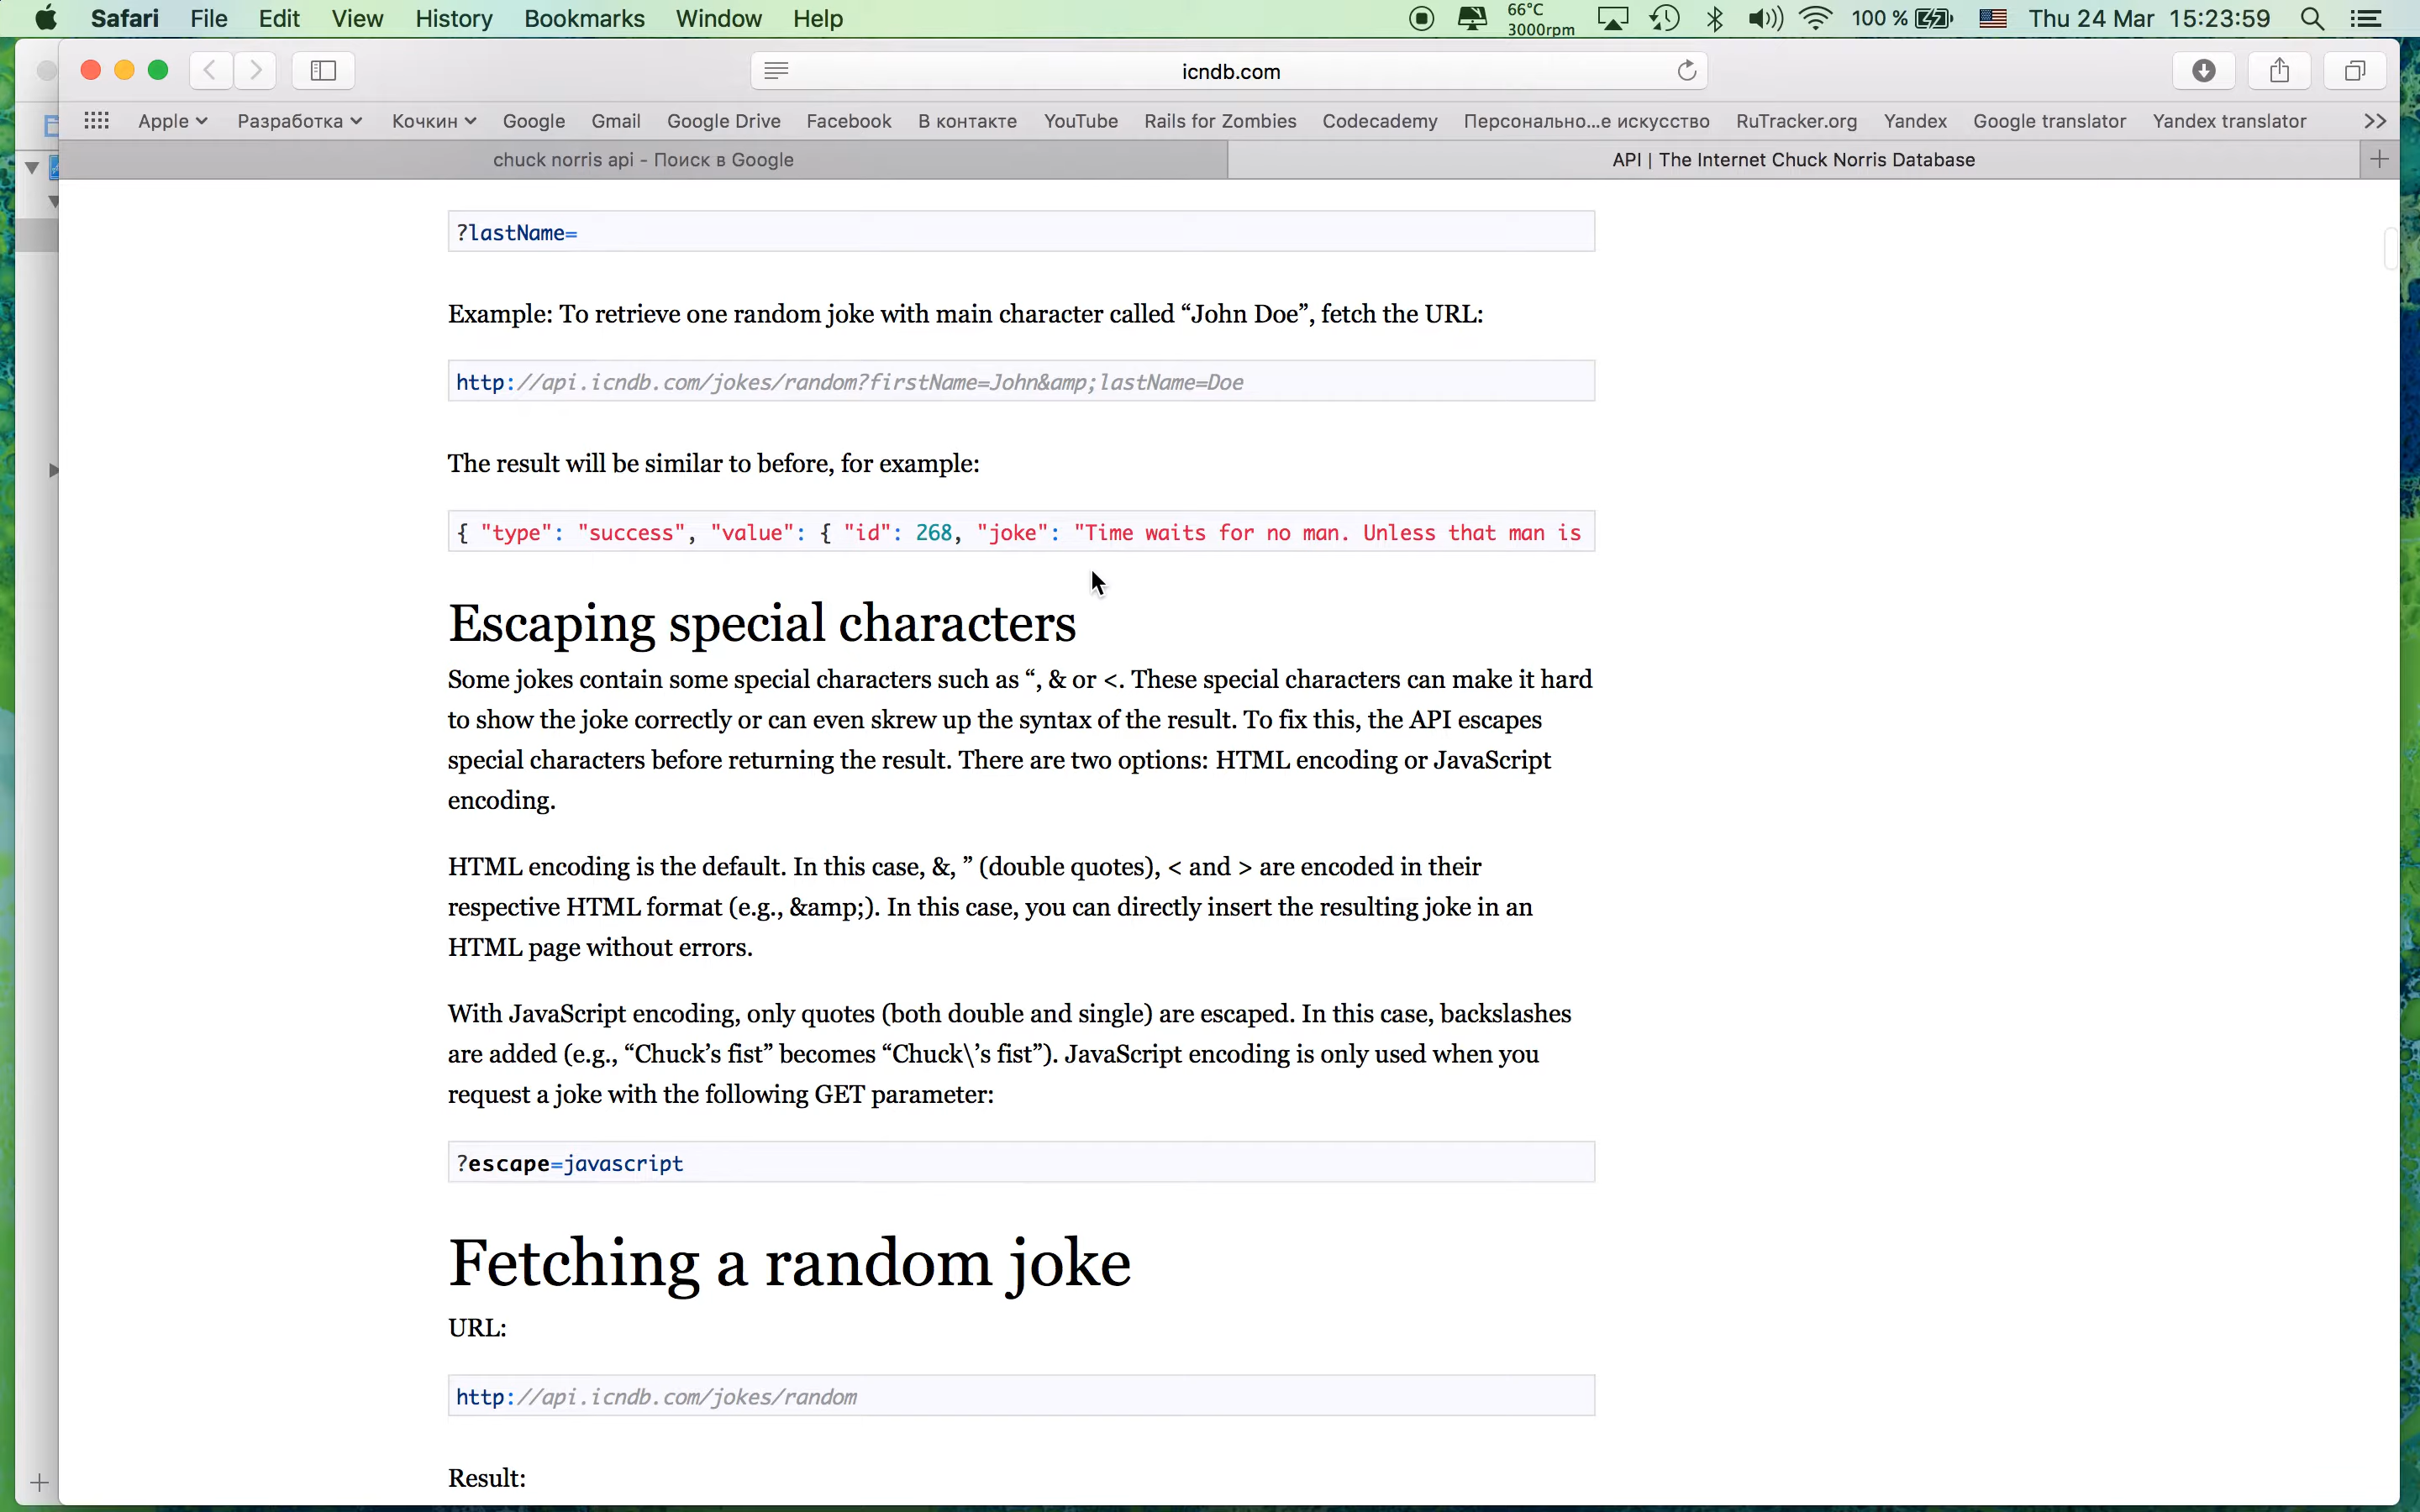 Safari File Edit View History Bookmarks Window Help 66°C 3000rpm 100 % Thu 24 Mar 15:23:59
icndb.com
Apple Разработка Кочкин Google Gmail Google Drive Facebook В контакте YouTube Rails for Zombies Codecademy Персонально...е искусство RuTracker.org Yandex Google translator Yandex translator >>
chuck norris api - Поиск в Google API | The Internet Chuck Norris Database +
?lastName=
Example: To retrieve one random joke with main character called “John Doe”, fetch the URL:
http://api.icndb.com/jokes/random?firstName=John&amp;lastName=Doe
The result will be similar to before, for example:
{ "type": "success", "value": { "id": 268, "joke": "Time waits for no man. Unless that man is
Escaping special characters
Some jokes contain some special characters such as “, & or <. These special characters can make it hard
to show the joke correctly or can even skrew up the syntax of the result. To fix this, the API escapes
special characters before returning the result. There are two options: HTML encoding or JavaScript
encoding.
HTML encoding is the default. In this case, &, ” (double quotes), < and > are encoded in their
respective HTML format (e.g., &amp;). In this case, you can directly insert the resulting joke in an
HTML page without errors.
With JavaScript encoding, only quotes (both double and single) are escaped. In this case, backslashes
are added (e.g., “Chuck’s fist” becomes “Chuck\’s fist”). JavaScript encoding is only used when you
request a joke with the following GET parameter:
?escape=javascript
Fetching a random joke
URL:
http://api.icndb.com/jokes/random
Result: